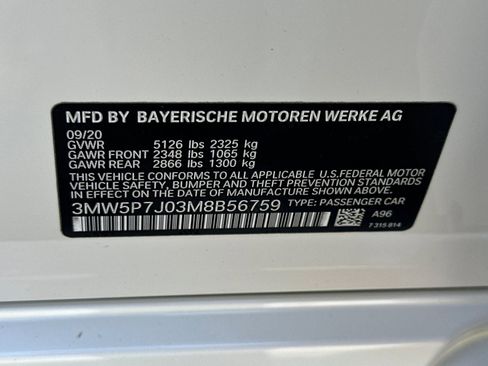 MFD BY BAYERISCHE MOTOREN WERKE AG
09/20
GVWR 5126 lbs 2325 kg
GAWR FRONT 2348 lbs 1065 kg
GAWR REAR 2866 lbs 1300 kg
THIS VEHICLE CONFORMS TO ALL APPLICABLE U.S.FEDERAL MOTOR
VEHICLE SAFETY, BUMPER, AND THEFT PREVENTION STANDARDS
IN EFFECT ON THE DATE OF MANUFACTURE SHOWN ABOVE.
3MW5P7J03M8B56759 TYPE: PASSENGER CAR
A96
7 315 814